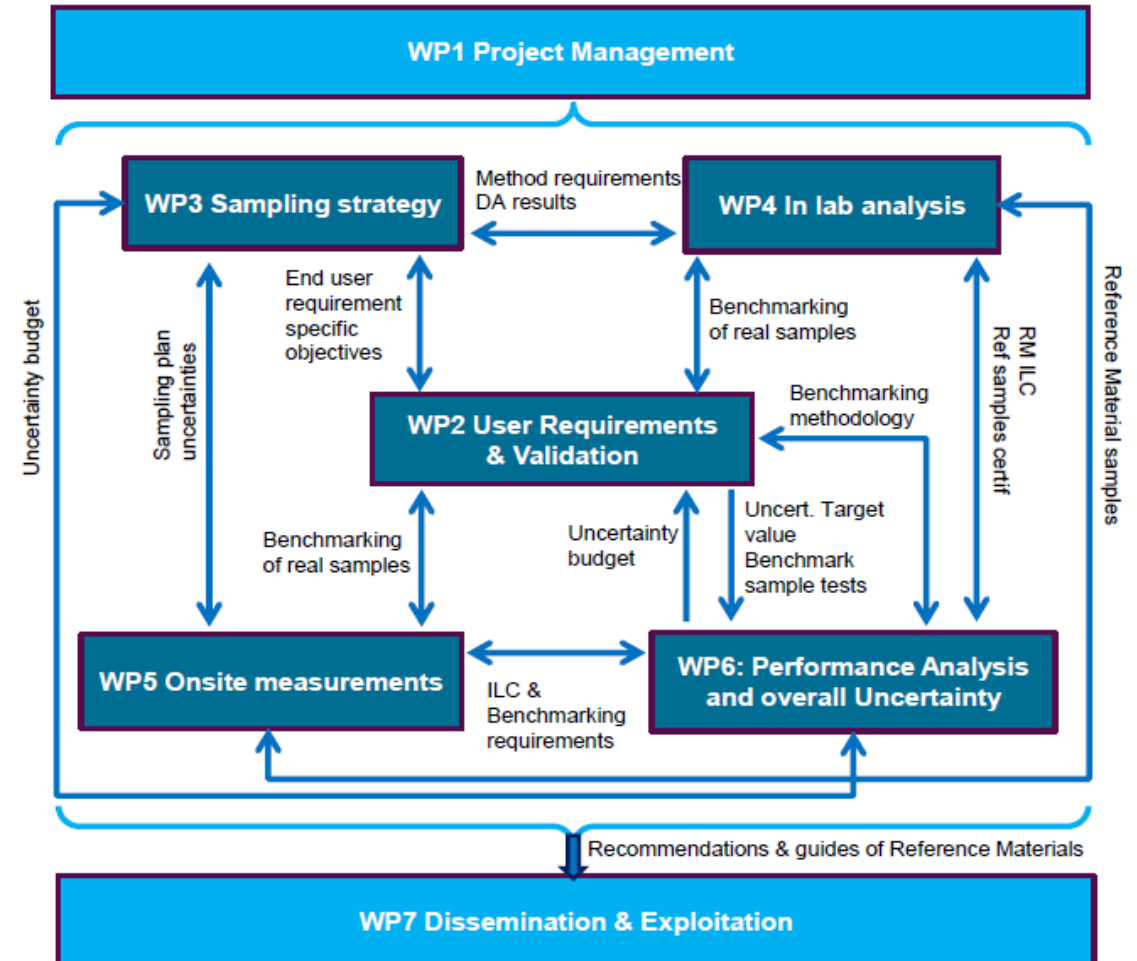 WP1 Project Management
WP3 Sampling strategy
Method requirements
DA results
WP4 In lab analysis
Uncertainty budget
Sampling plan
uncertainties
End user
requirement
specific
objectives
Benchmarking
of real samples
RM ILC
Ref samples certif
Reference Material samples
Benchmarking
methodology
WP2 User Requirements
& Validation
Benchmarking
of real samples
Uncertainty
budget
Uncert. Target
value
Benchmark
sample tests
WP5 Onsite measurements
ILC &
Benchmarking
requirements
WP6: Performance Analysis
and overall Uncertainty
Recommendations & guides of Reference Materials
WP7 Dissemination & Exploitation